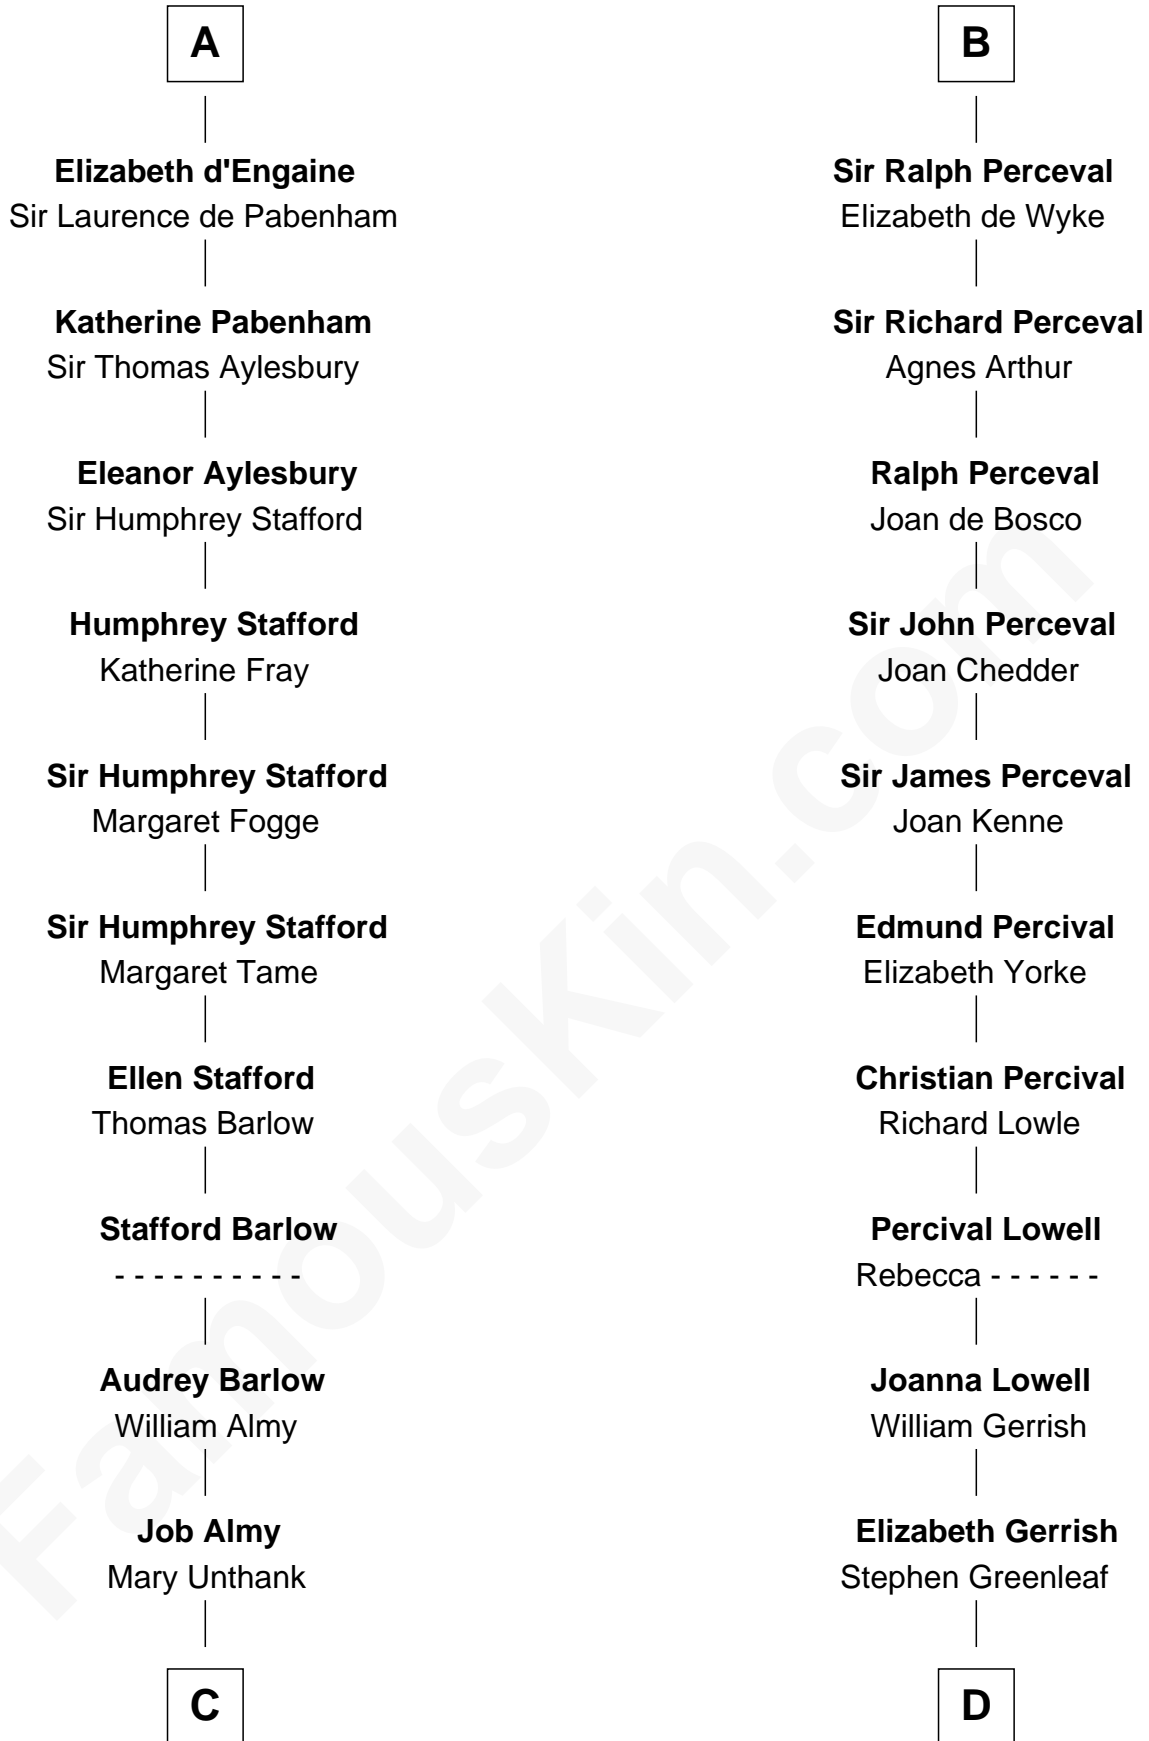 A
Elizabeth d'Engaine
Sir Laurence de Pabenham
Katherine Pabenham
Sir Thomas Aylesbury
Eleanor Aylesbury
Sir Humphrey Stafford
Humphrey Stafford
Katherine Fray
Sir Humphrey Stafford
Margaret Fogge
Sir Humphrey Stafford
Margaret Tame
Ellen Stafford
Thomas Barlow
Stafford Barlow
- - - - - - - - - -
Audrey Barlow
William Almy
Job Almy
Mary Unthank
C
B
Sir Ralph Perceval
Elizabeth de Wyke
Sir Richard Perceval
Agnes Arthur
Ralph Perceval
Joan de Bosco
Sir John Perceval
Joan Chedder
Sir James Perceval
Joan Kenne
Edmund Percival
Elizabeth Yorke
Christian Percival
Richard Lowle
Percival Lowell
Rebecca - - - - - -
Joanna Lowell
William Gerrish
Elizabeth Gerrish
Stephen Greenleaf
D
FamousKin.com